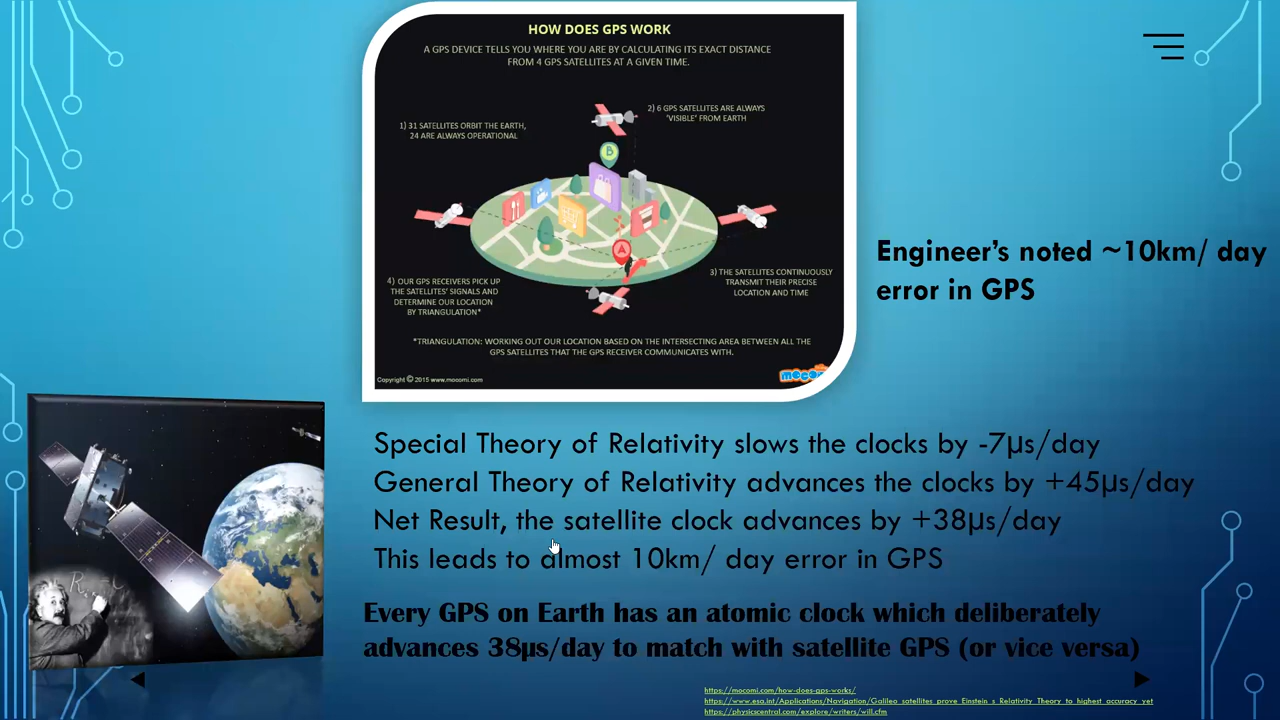 HOW DOES GPS WORK
A GPS DEVICE TELLS YOU WHERE YOU ARE BY CALCULATING ITS EXACT DISTANCE
FROM 4 GPS SATELLITES AT A GIVEN TIME.
1) 31 SATELLITES ORBIT THE EARTH,
24 ARE ALWAYS OPERATIONAL
2) 6 GPS SATELLITES ARE ALWAYS
'VISIBLE' FROM EARTH
B
A
3) THE SATELLITES CONTINUOUSLY
TRANSMIT THEIR PRECISE
LOCATION AND TIME
4) OUR GPS RECEIVERS PICK UP
THE SATELLITES' SIGNALS AND
DETERMINE OUR LOCATION
BY TRIANGULATION*
*TRIANGULATION: WORKING OUT OUR LOCATION BASED ON THE INTERSECTING AREA BETWEEN ALL THE
GPS SATELLITES THAT THE GPS RECEIVER COMMUNICATES WITH.
Copyright © 2015 www.mocomi.com
Engineer's noted ~10km/ day
error in GPS
Special Theory of Relativity slows the clocks by -7µs/day
General Theory of Relativity advances the clocks by +45µs/day
Net Result, the satellite clock advances by +38µs/day
This leads to almost 10km/ day error in GPS
Every GPS on Earth has an atomic clock which deliberately
advances 38µs/day to match with satellite GPS (or vice versa)
https://mocomi.com/how-does-gps-works/
https://www.esa.int/Applications/Navigation/Galileo_satellites_prove_Einstein_s_Relativity_Theory_to_highest_accuracy_yet
https://physicscentral.com/explore/writers/will.cfm